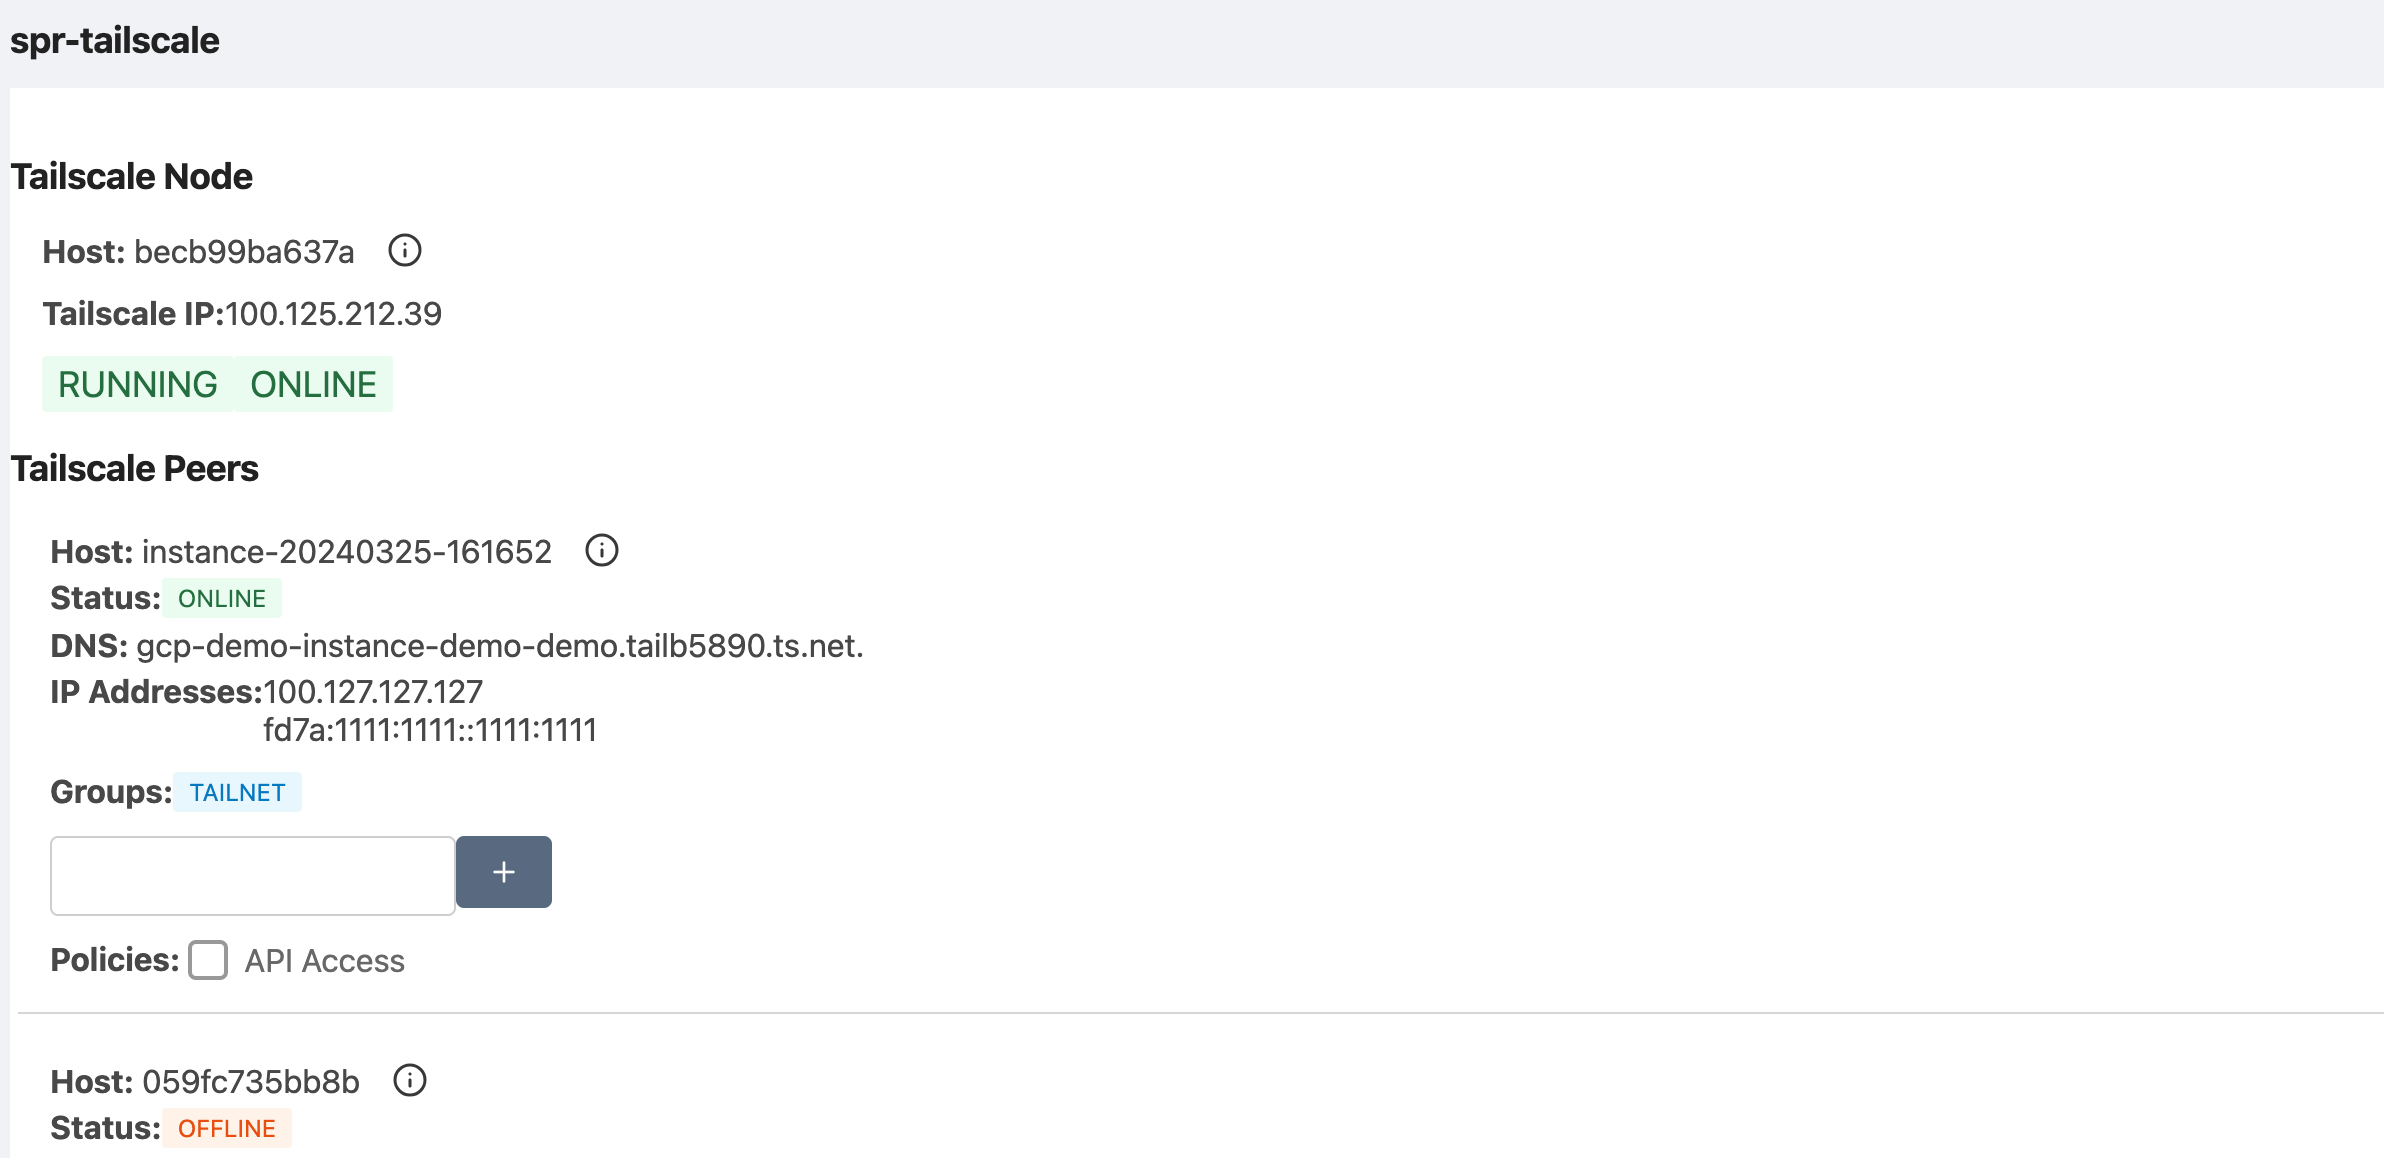 spr-tailscale
Tailscale Node
Host: becb99ba637a
Tailscale IP:100.125.212.39
RUNNING ONLINE
Tailscale Peers
Host: instance-20240325-161652
Status: ONLINE
DNS: gcp-demo-instance-demo-demo.tailb5890.ts.net.
IP Addresses:100.127.127.127
fd7a:1111:1111::1111:1111
Groups: TAILNET
+
Policies: API Access
Host: 059fc735bb8b
Status: OFFLINE